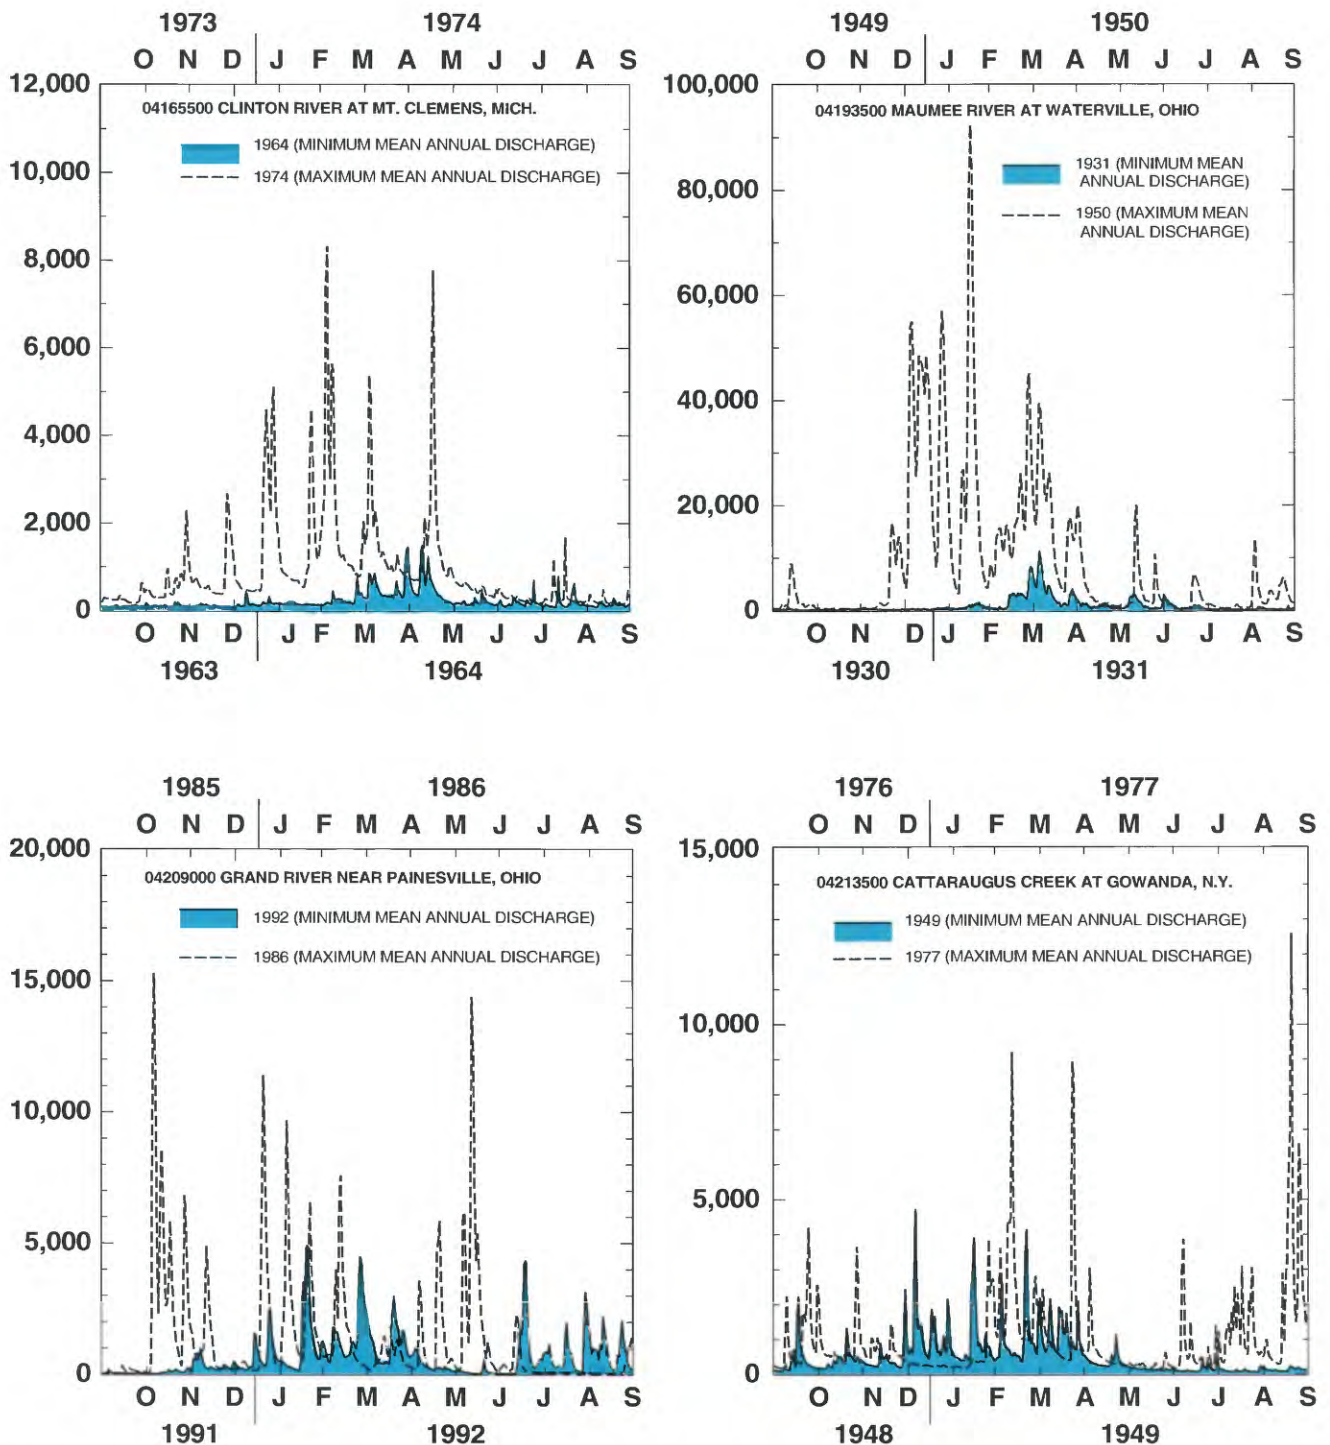 1973 1974
O N D J F M A M J J A S
12,000
10,000
8,000
6,000
4,000
2,000
0
04165500 CLINTON RIVER AT MT. CLEMENS, MICH.
1964 (MINIMUM MEAN ANNUAL DISCHARGE)
1974 (MAXIMUM MEAN ANNUAL DISCHARGE)
O N D J F M A M J J A S
1963 1964
1949 1950
O N D J F M A M J J A S
100,000
80,000
60,000
40,000
20,000
0
04193500 MAUMEE RIVER AT WATERVILLE, OHIO
1931 (MINIMUM MEAN
ANNUAL DISCHARGE)
1950 (MAXIMUM MEAN
ANNUAL DISCHARGE)
O N D J F M A M J J A S
1930 1931
1985 1986
O N D J F M A M J J A S
20,000
15,000
10,000
5,000
0
04209000 GRAND RIVER NEAR PAINESVILLE, OHIO
1992 (MINIMUM MEAN ANNUAL DISCHARGE)
1986 (MAXIMUM MEAN ANNUAL DISCHARGE)
O N D J F M A M J J A S
1991 1992
1976 1977
O N D J F M A M J J A S
15,000
10,000
5,000
0
04213500 CATTARAUGUS CREEK AT GOWANDA, N.Y.
1949 (MINIMUM MEAN ANNUAL DISCHARGE)
1977 (MAXIMUM MEAN ANNUAL DISCHARGE)
O N D J F M A M J J A S
1948 1949